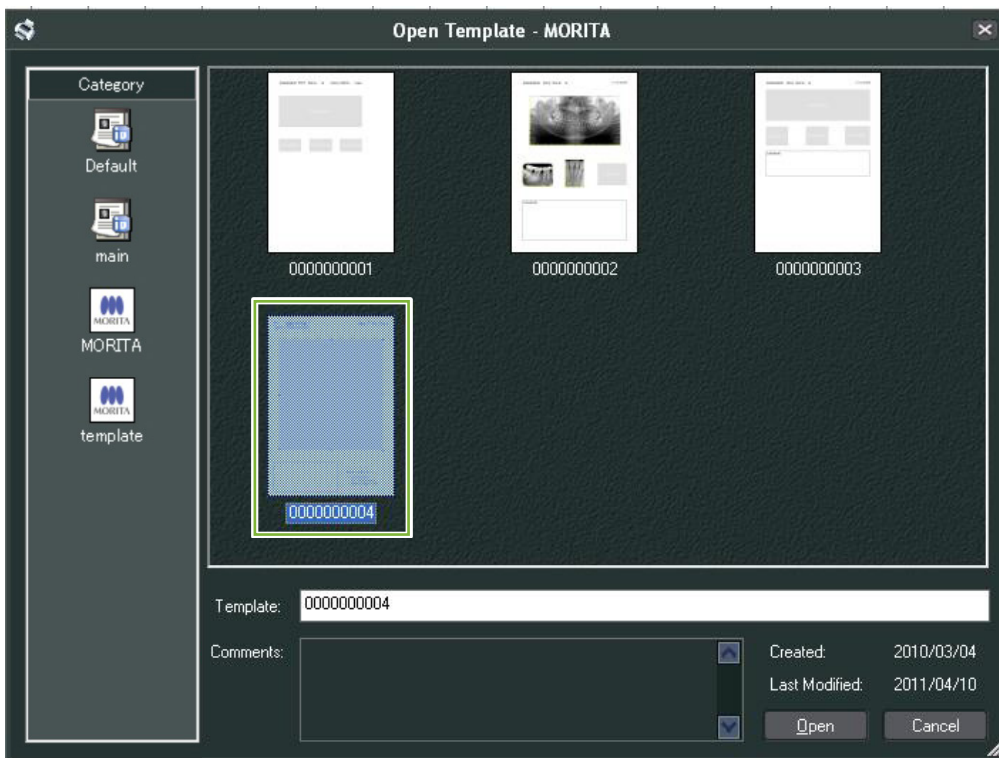 Open Template - MORITA
Category
Default
main
MORITA
MORITA
MORITA
template
0000000001
0000000002
0000000003
0000000004
Template:
0000000004
Comments:
Created:
2010/03/04
Last Modified:
2011/04/10
Open
Cancel